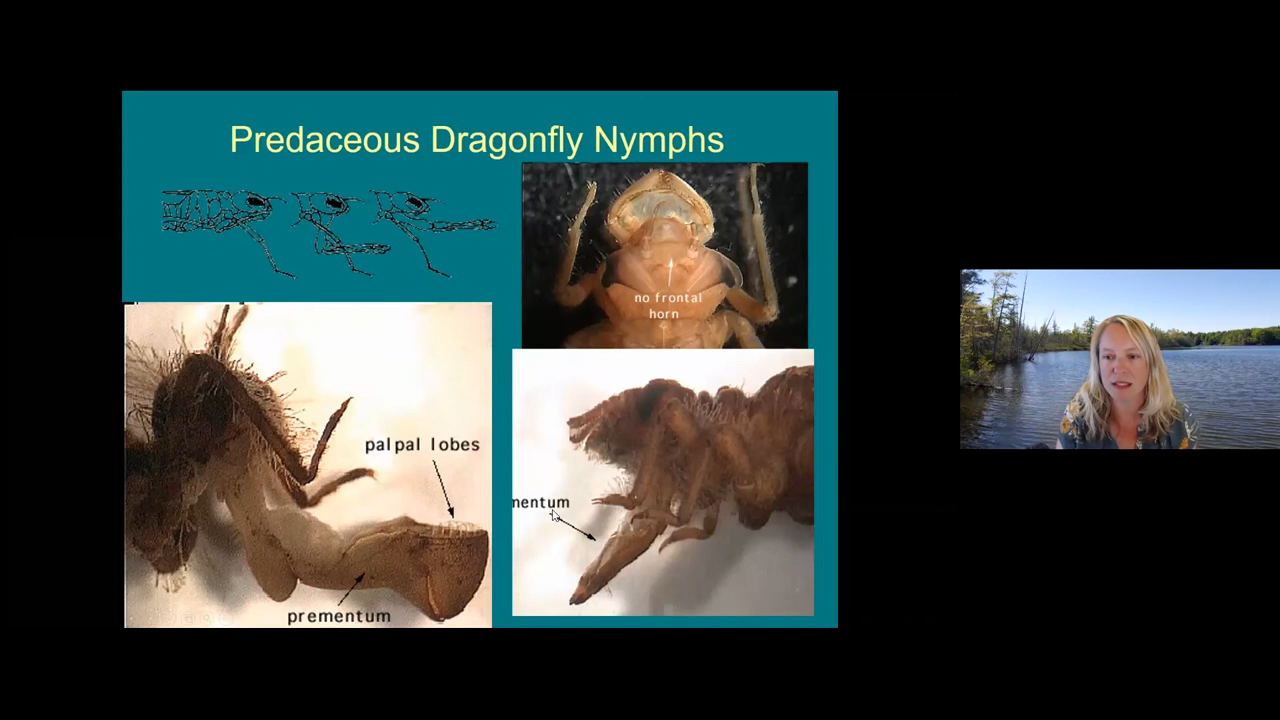 Predaceous Dragonfly Nymphs
no frontal
horn
palpal lobes
mentum
prementum